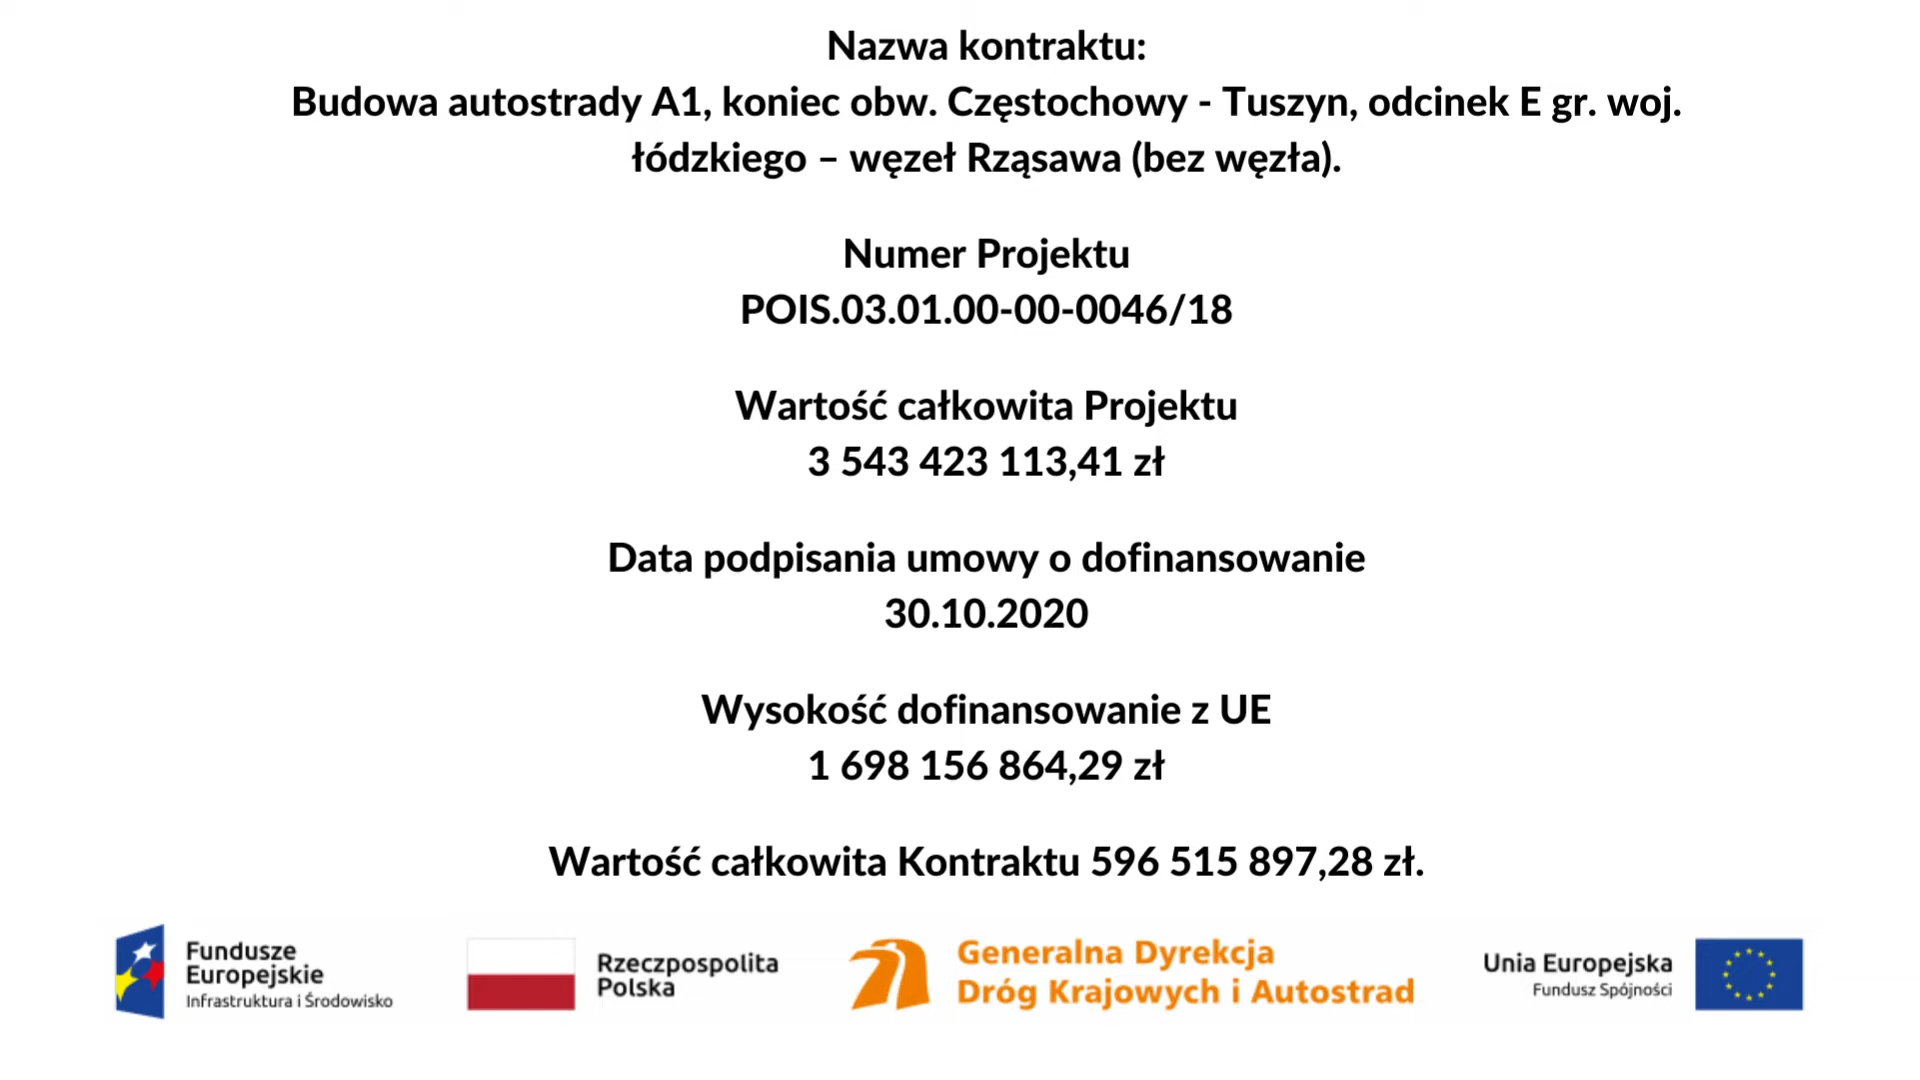 Nazwa kontraktu:
Budowa autostrady A1, koniec obw. Częstochowy - Tuszyn, odcinek E gr. woj.
łódzkiego – węzeł Rząsawa (bez węzła).
Numer Projektu
POIS.03.01.00-00-0046/18
Wartość całkowita Projektu
3 543 423 113,41 zł
Data podpisania umowy o dofinansowanie
30.10.2020
Wysokość dofinansowanie z UE
1 698 156 864,29 zł
Wartość całkowita Kontraktu 596 515 897,28 zł.
Fundusze
Europejskie
Infrastruktura i Środowisko
Rzeczpospolita
Polska
Generalna Dyrekcja
Dróg Krajowych i Autostrad
Unia Europejska
Fundusz Spójności